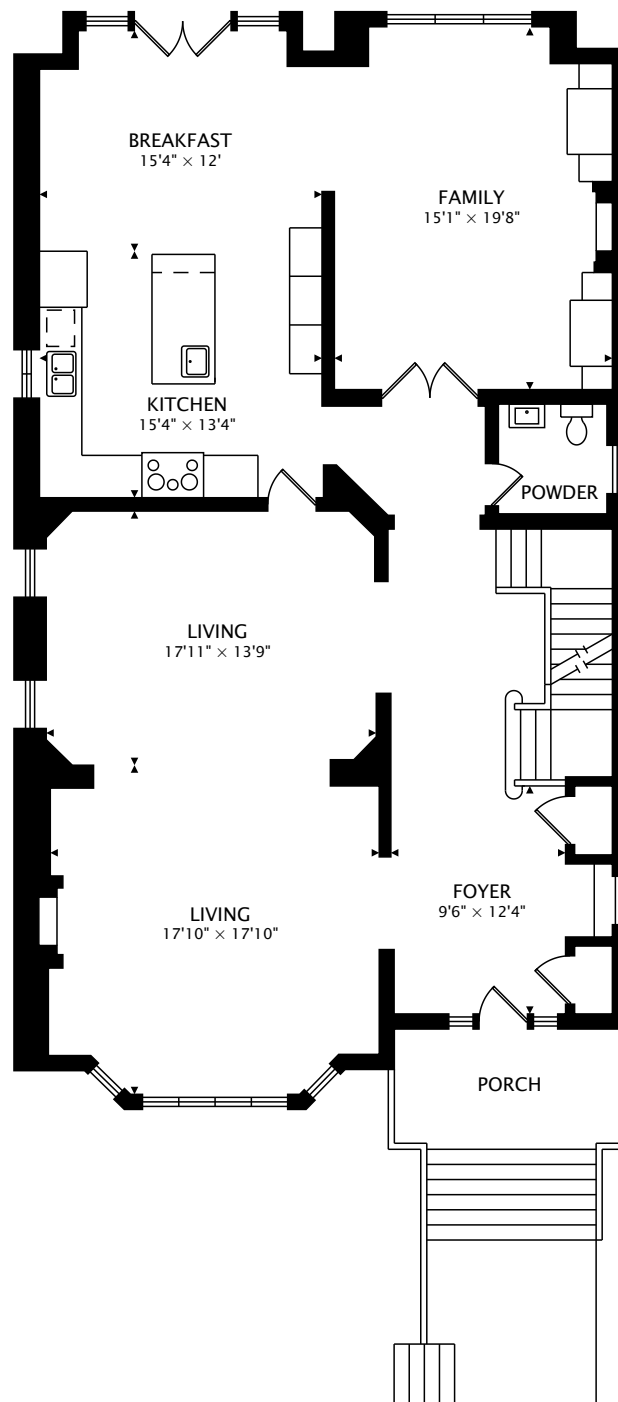 BREAKFAST
15'4" × 12'
FAMILY
15'1" × 19'8"
KITCHEN
15'4" × 13'4"
POWDER
LIVING
17'11" × 13'9"
LIVING
17'10" × 17'10"
FOYER
9'6" × 12'4"
PORCH